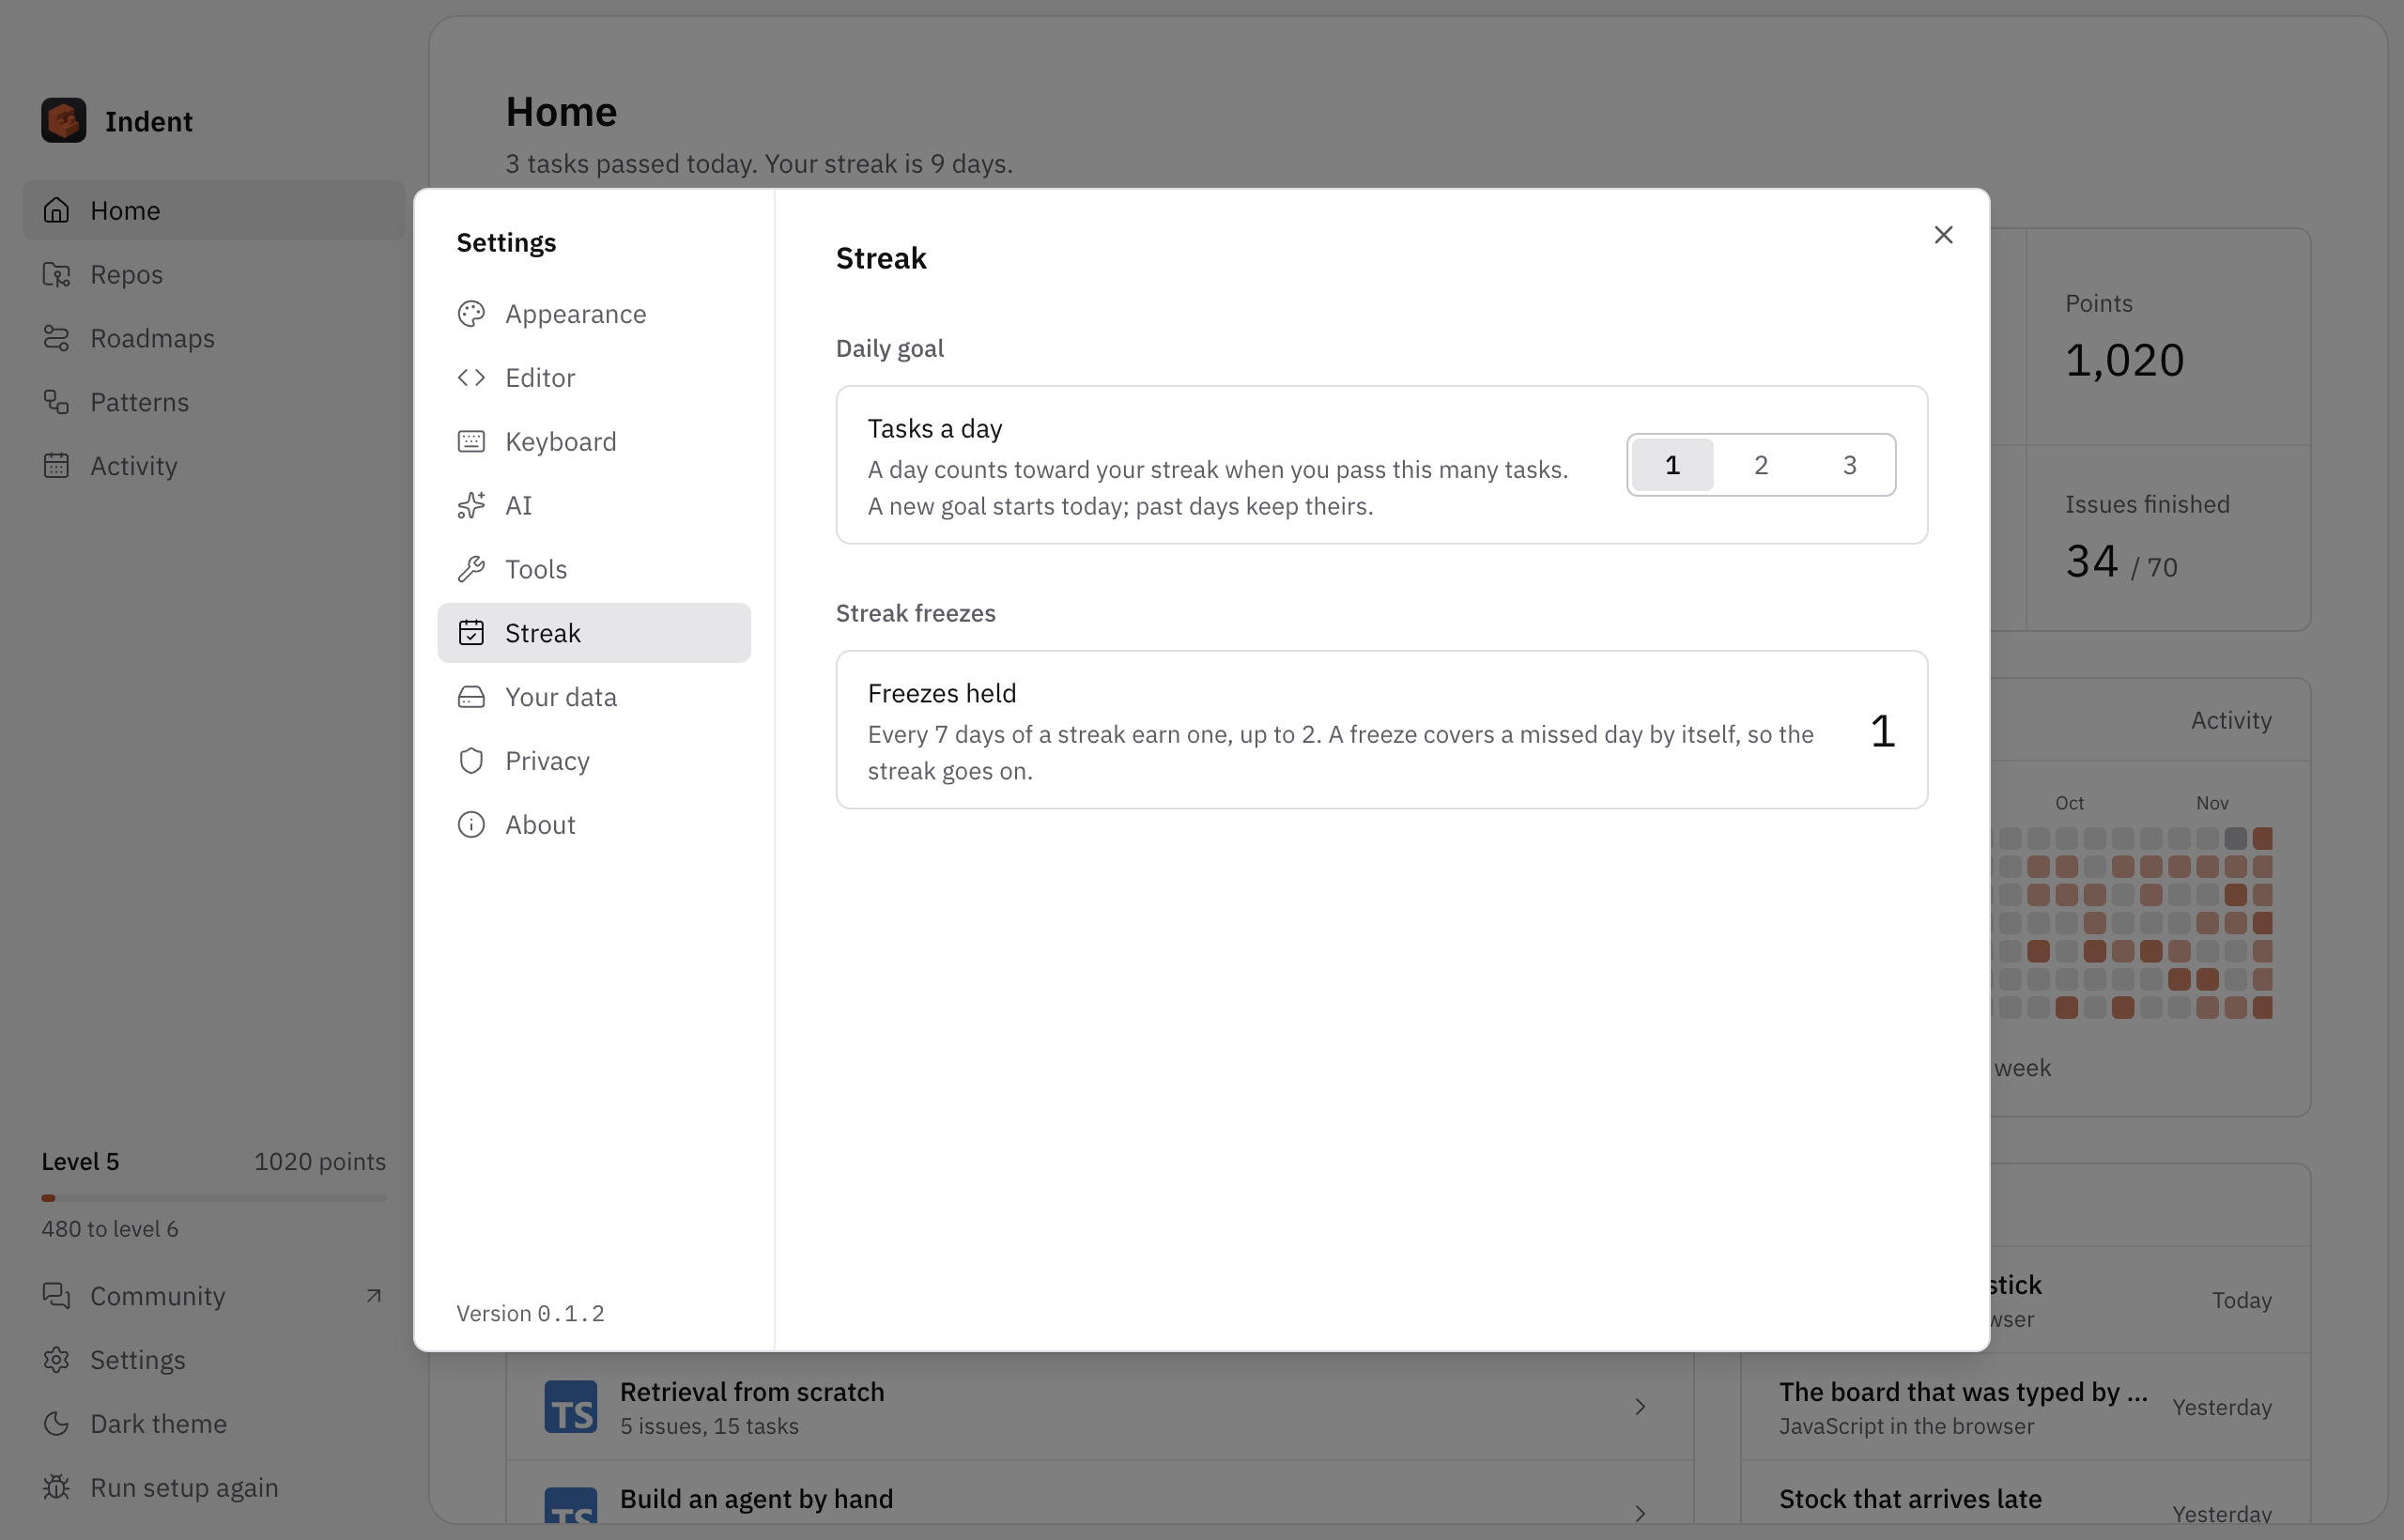 Indent
Home
Repos
Roadmaps
Patterns
Activity
Level 5
1020 points
480 to level 6
Community
Settings
Dark theme
Run setup again
Home
3 tasks passed today. Your streak is 9 days.
Settings
Appearance
Editor
Keyboard
AI
Tools
Streak
Your data
Privacy
About
Version 0.1.2
Streak
Daily goal
Tasks a day
A day counts toward your streak when you pass this many tasks.
A new goal starts today; past days keep theirs.
1 2 3
Streak freezes
Freezes held
Every 7 days of a streak earn one, up to 2. A freeze covers a missed day by itself, so the
streak goes on.
1
Points
1,020
Issues finished
34 / 70
Activity
Oct Nov
week
stick
Today
TS
Retrieval from scratch
5 issues, 15 tasks
TS
Build an agent by hand
The board that was typed by ...
JavaScript in the browser
Yesterday
Stock that arrives late
Yesterday